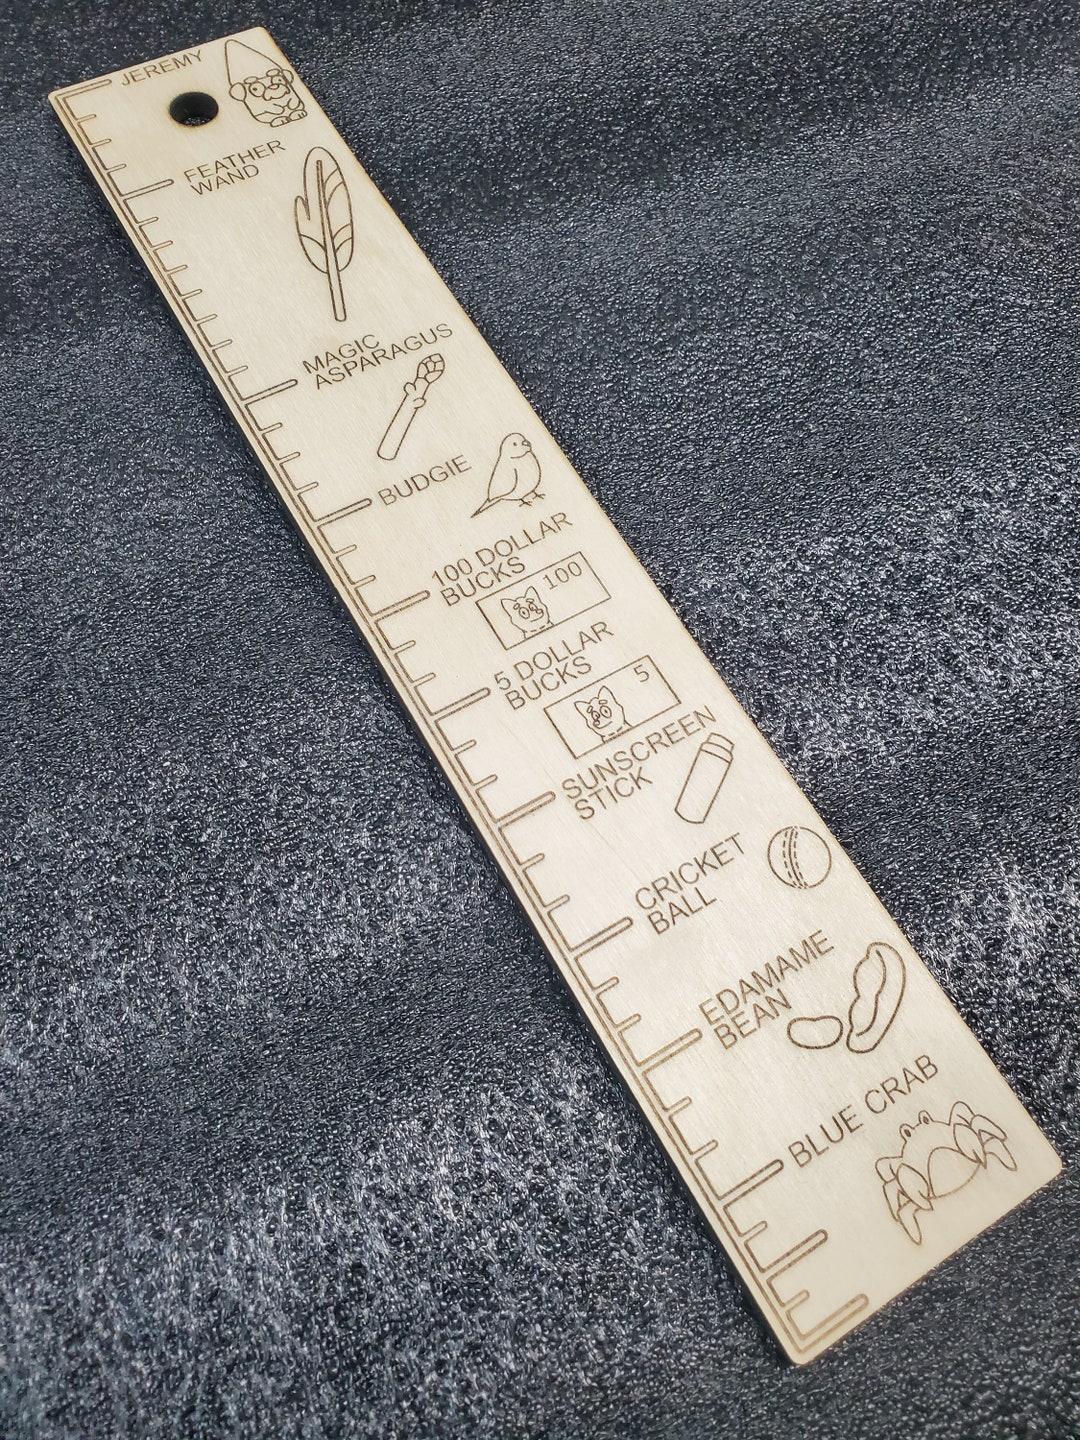 JEREMY
FEATHER
WAND
MAGIC
ASPARAGUS
BUDGIE
100 DOLLAR
BUCKS
100
5 DOLLAR
BUCKS
5
SUNSCREEN
STICK
CRICKET
BALL
EDAMAME
BEAN
BLUE CRAB